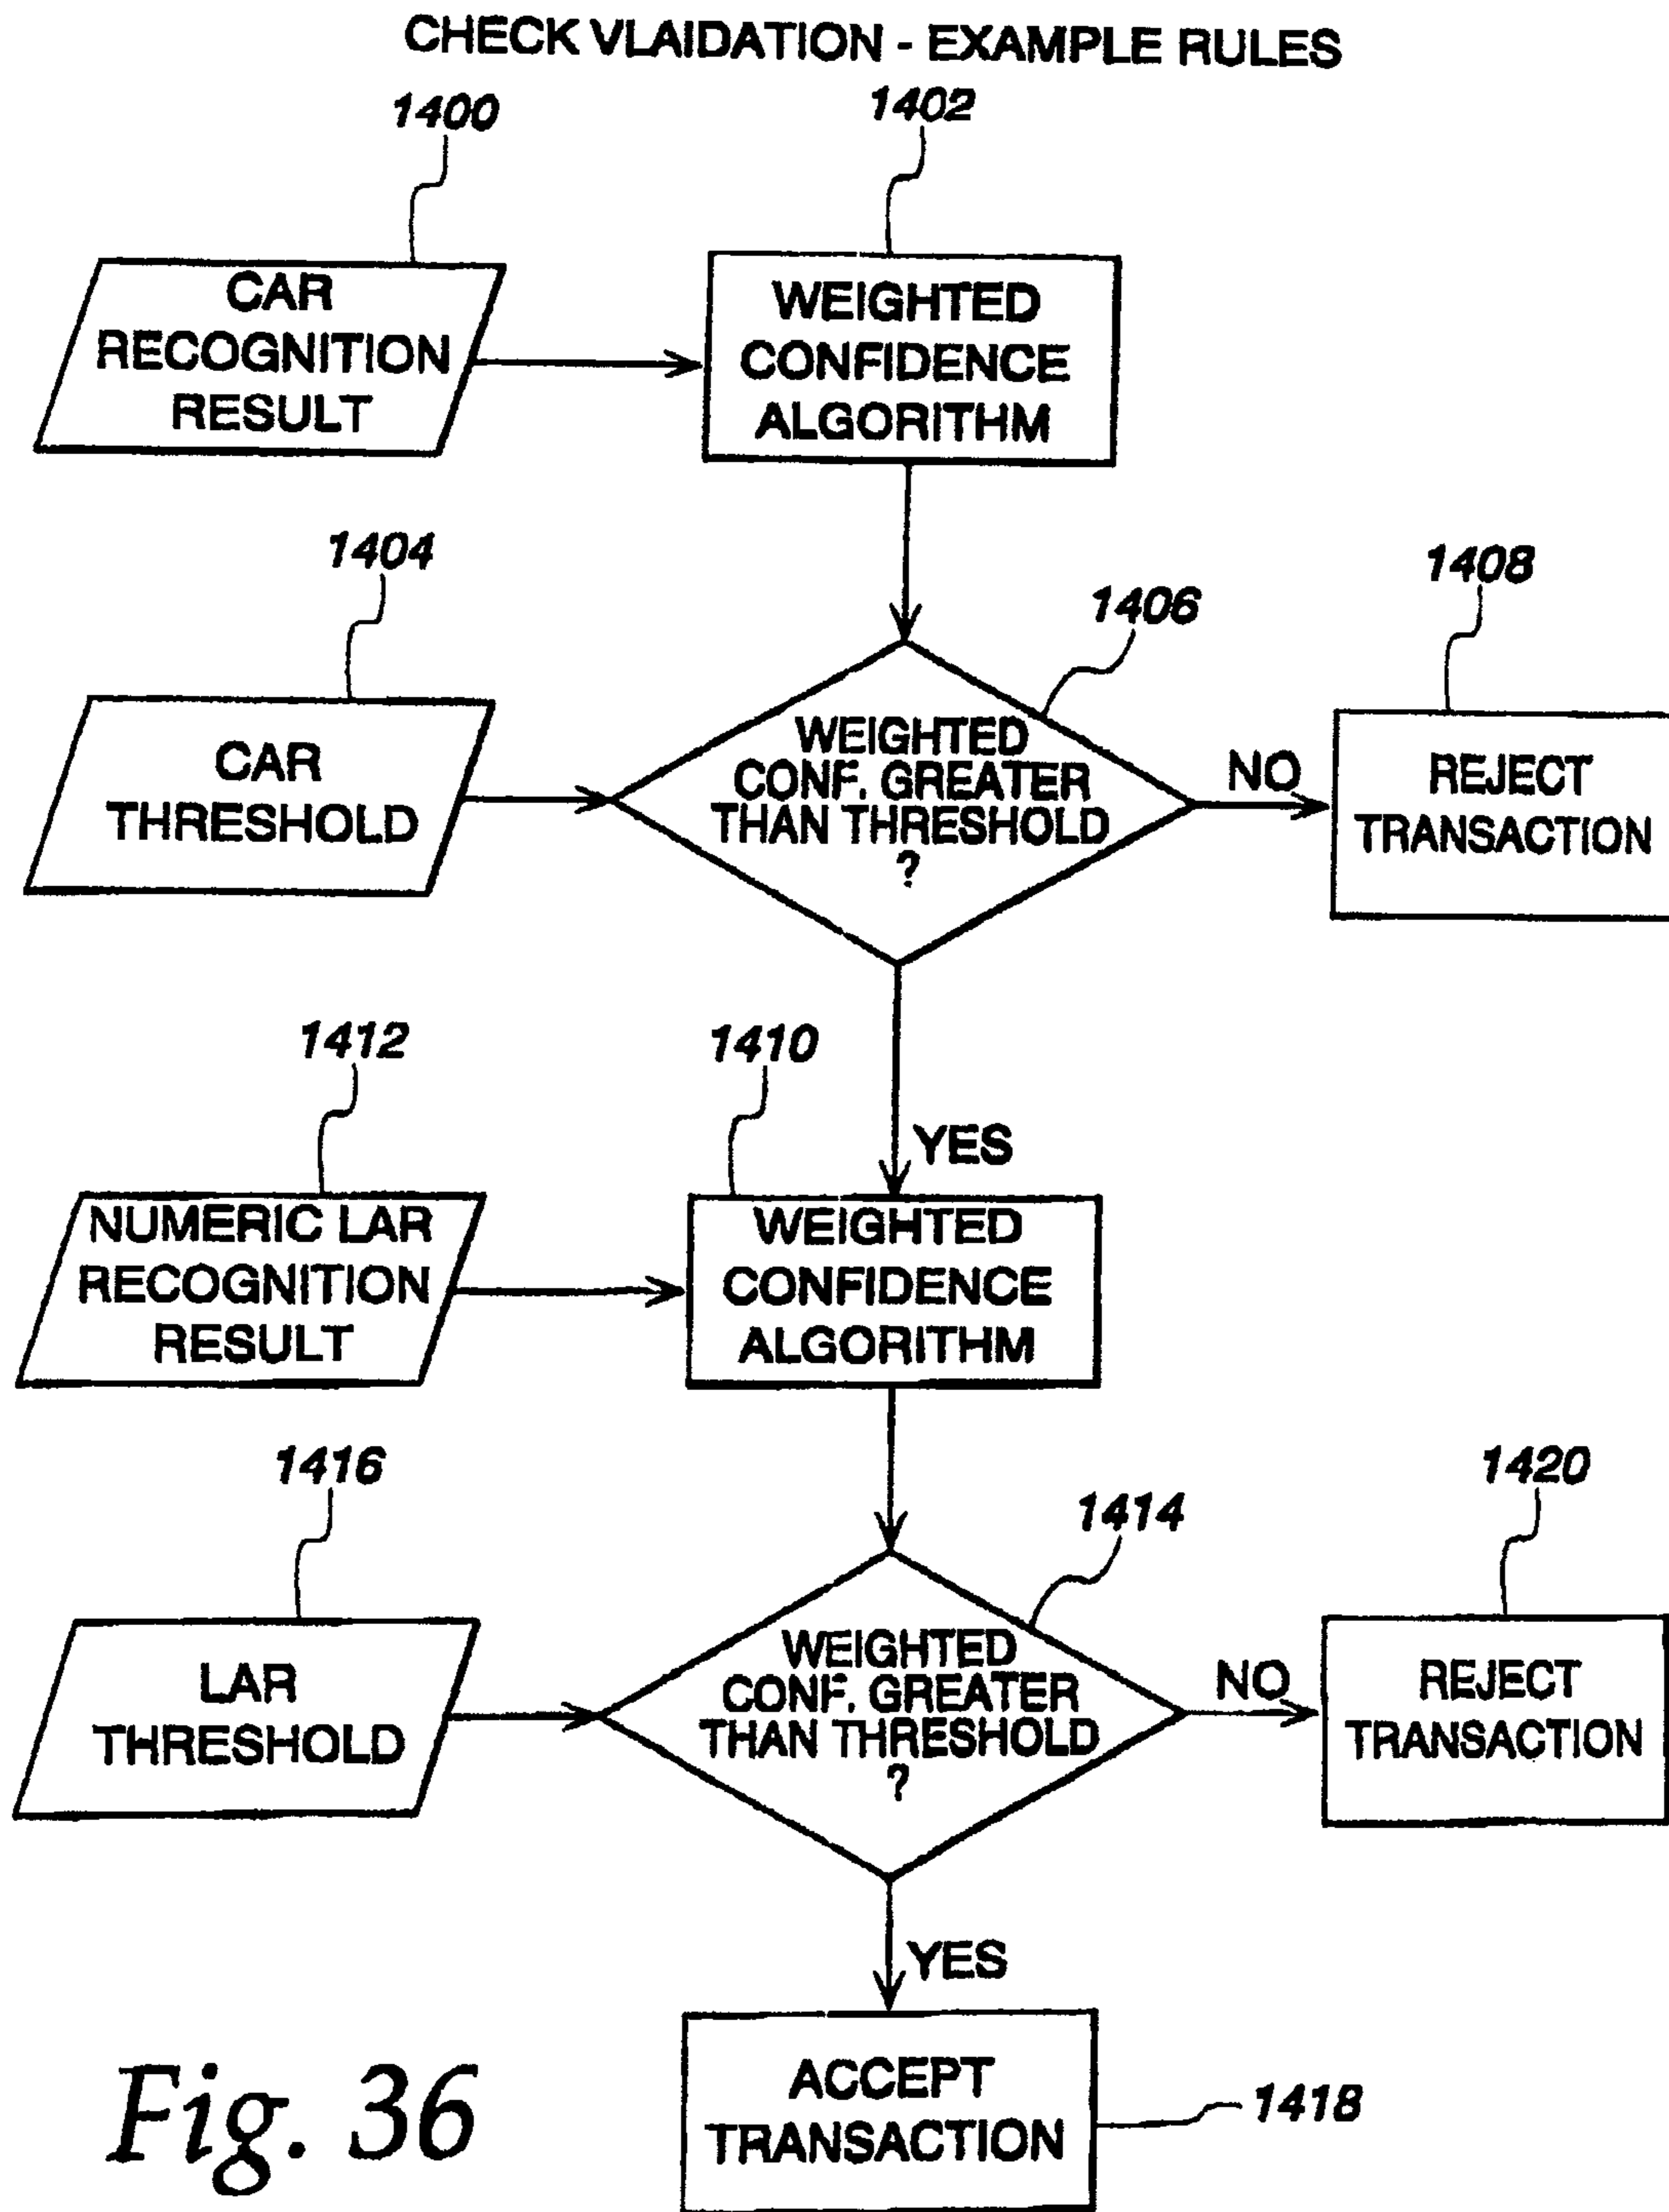 CHECK VLAIDATION - EXAMPLE RULES
1400
1402
CAR
RECOGNITION
RESULT
WEIGHTED
CONFIDENCE
ALGORITHM
1404
1406
1408
CAR
THRESHOLD
WEIGHTED
CONF. GREATER
THAN THRESHOLD
?
NO
REJECT
TRANSACTION
1412
1410
YES
NUMERIC LAR
RECOGNITION
RESULT
WEIGHTED
CONFIDENCE
ALGORITHM
1416
1414
1420
LAR
THRESHOLD
WEIGHTED
CONF. GREATER
THAN THRESHOLD
?
NO
REJECT
TRANSACTION
YES
ACCEPT
TRANSACTION
1418
Fig. 36